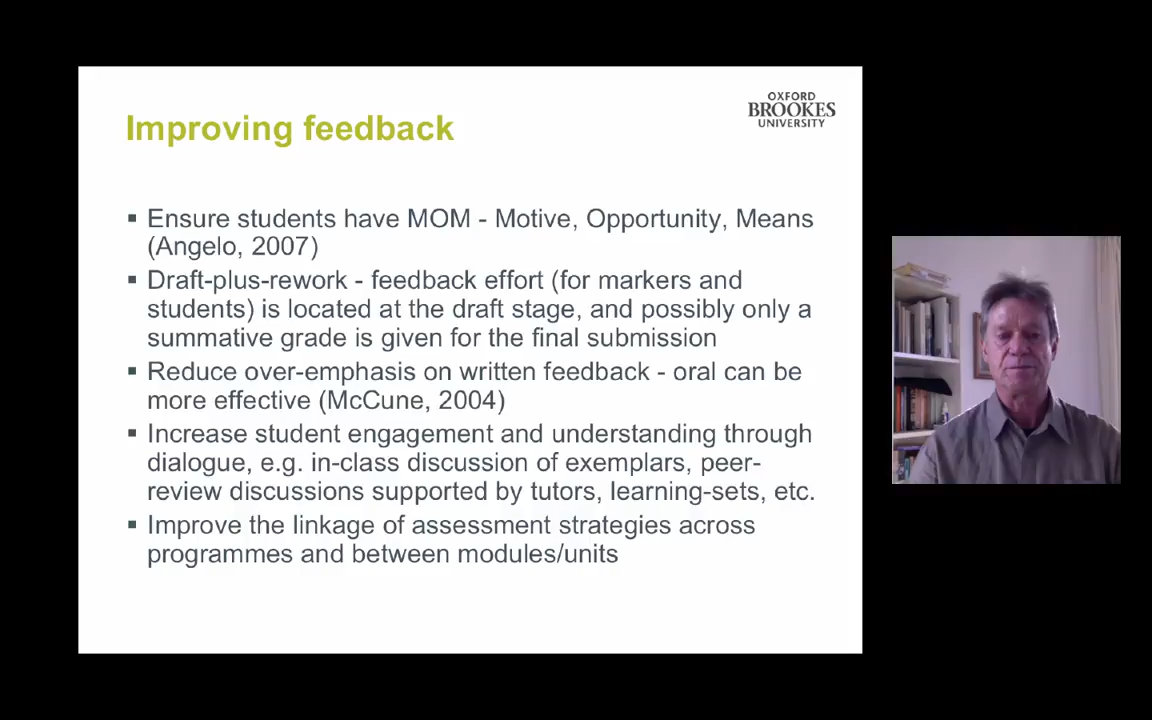 Improving feedback
OXFORD
BROOKES
UNIVERSITY
▪ Ensure students have MOM - Motive, Opportunity, Means
(Angelo, 2007)
▪ Draft-plus-rework - feedback effort (for markers and
students) is located at the draft stage, and possibly only a
summative grade is given for the final submission
▪ Reduce over-emphasis on written feedback - oral can be
more effective (McCune, 2004)
▪ Increase student engagement and understanding through
dialogue, e.g. in-class discussion of exemplars, peer-
review discussions supported by tutors, learning-sets, etc.
▪ Improve the linkage of assessment strategies across
programmes and between modules/units